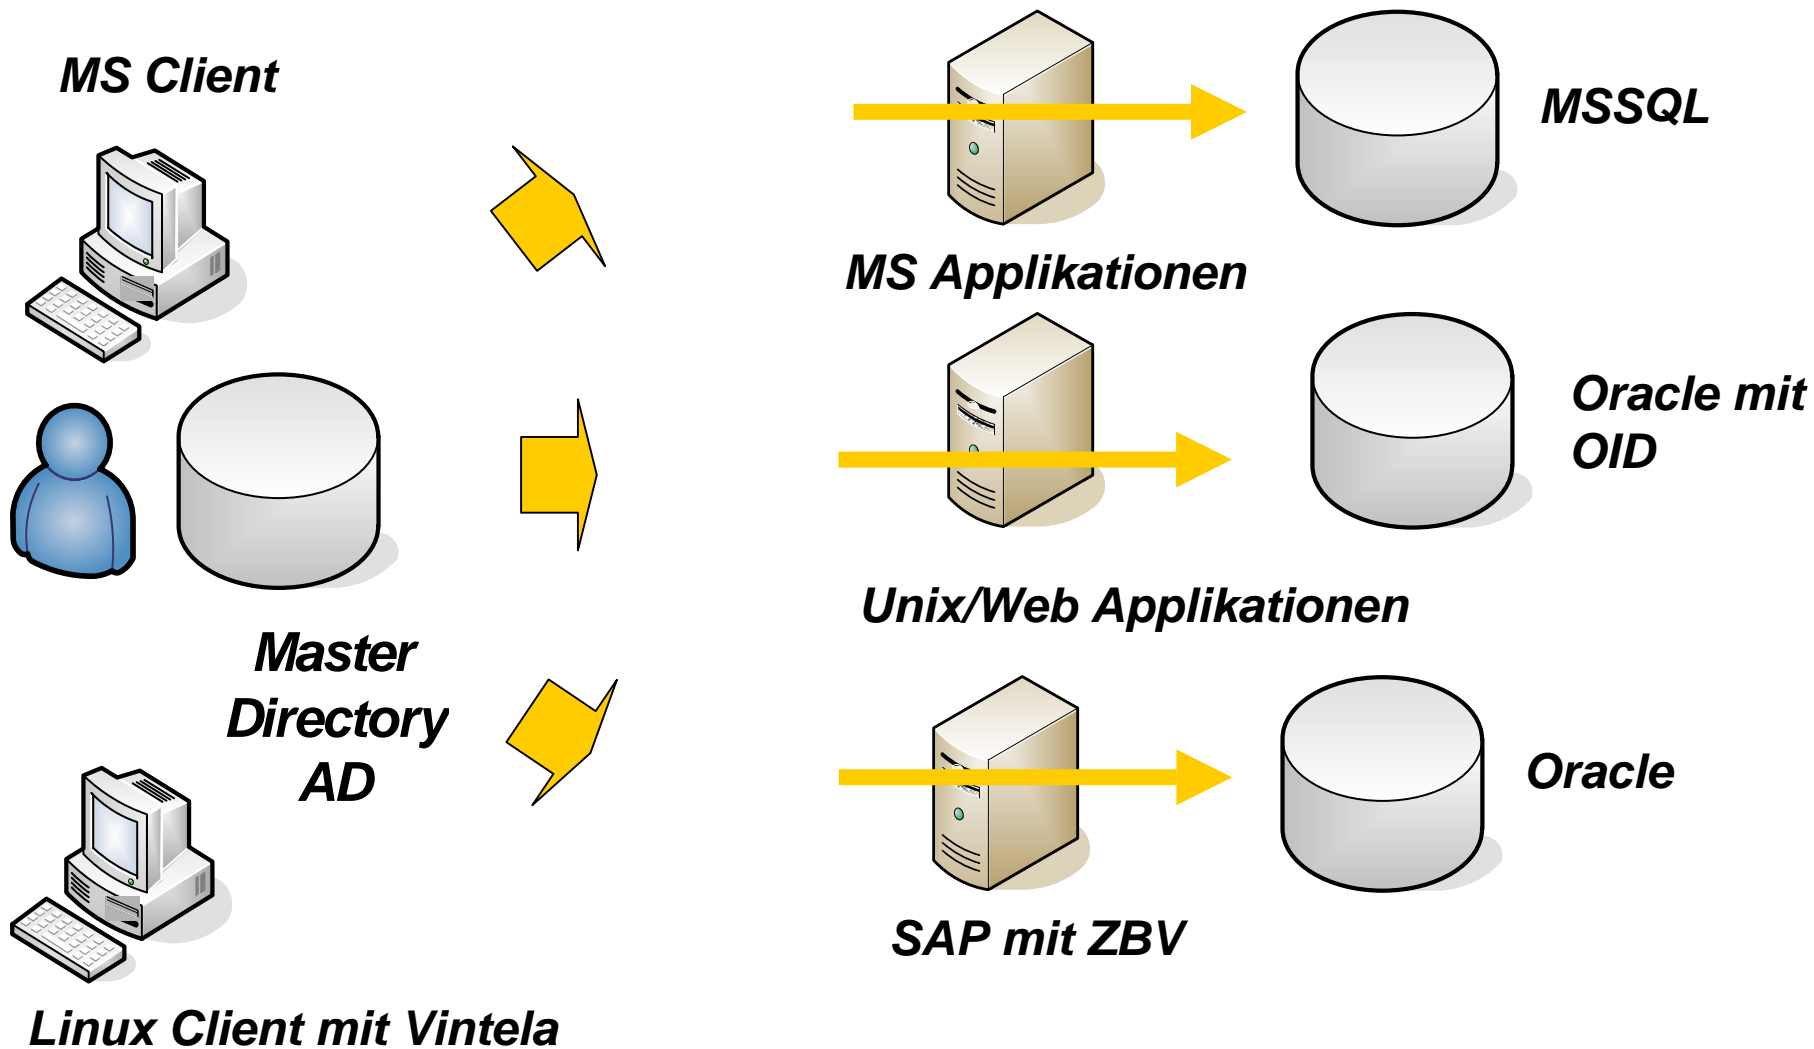 MS Client
MSSQL
MS Applikationen
Oracle mit
OID
Unix/Web Applikationen
Master
Directory
AD
Oracle
SAP mit ZBV
Linux Client mit Vintela